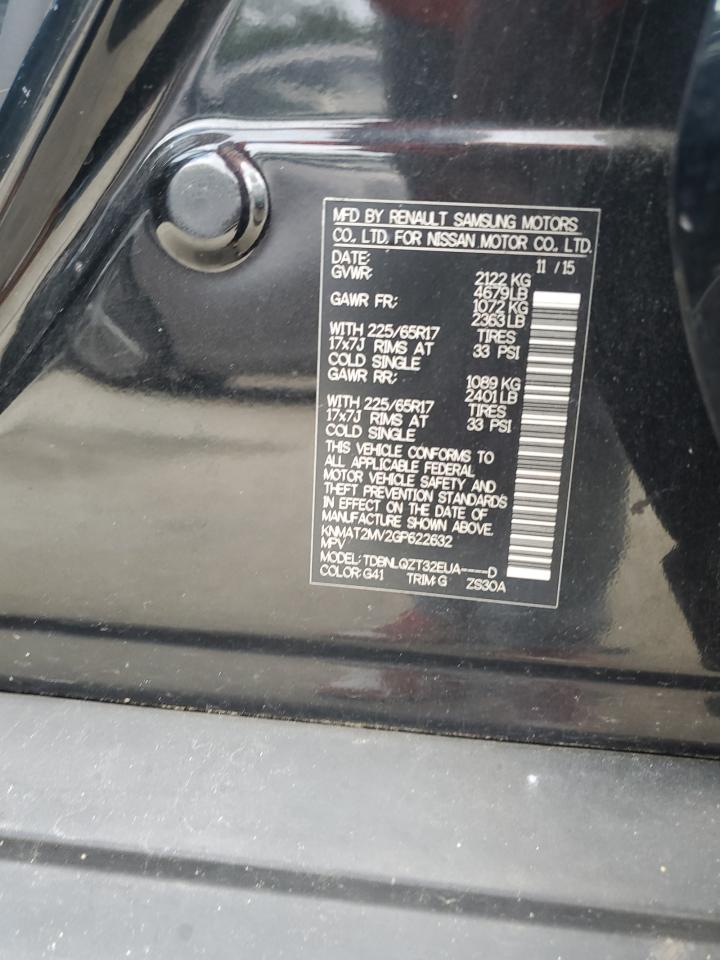 MFD BY RENAULT SAMSUNG MOTORS
CO., LTD. FOR NISSAN MOTOR CO., LTD.
DATE: 11 / 15
GVWR: 2122 KG
4679LB
GAWR FR: 1072 KG
2363LB
WITH 225/65R17 TIRES
17x7J RIMS AT 33 PSI
COLD SINGLE
GAWR RR: 1089 KG
2401LB
WITH 225/65R17 TIRES
17x7J RIMS AT 33 PSI
COLD SINGLE
THIS VEHICLE CONFORMS TO
ALL APPLICABLE FEDERAL
MOTOR VEHICLE SAFETY AND
THEFT PREVENTION STANDARDS
IN EFFECT ON THE DATE OF
MANUFACTURE SHOWN ABOVE.
KNMAT2MV2GP622632
MPV
MODEL: TDBNLQZT32EUA----D
COLOR: G41 TRIM: G ZS30A